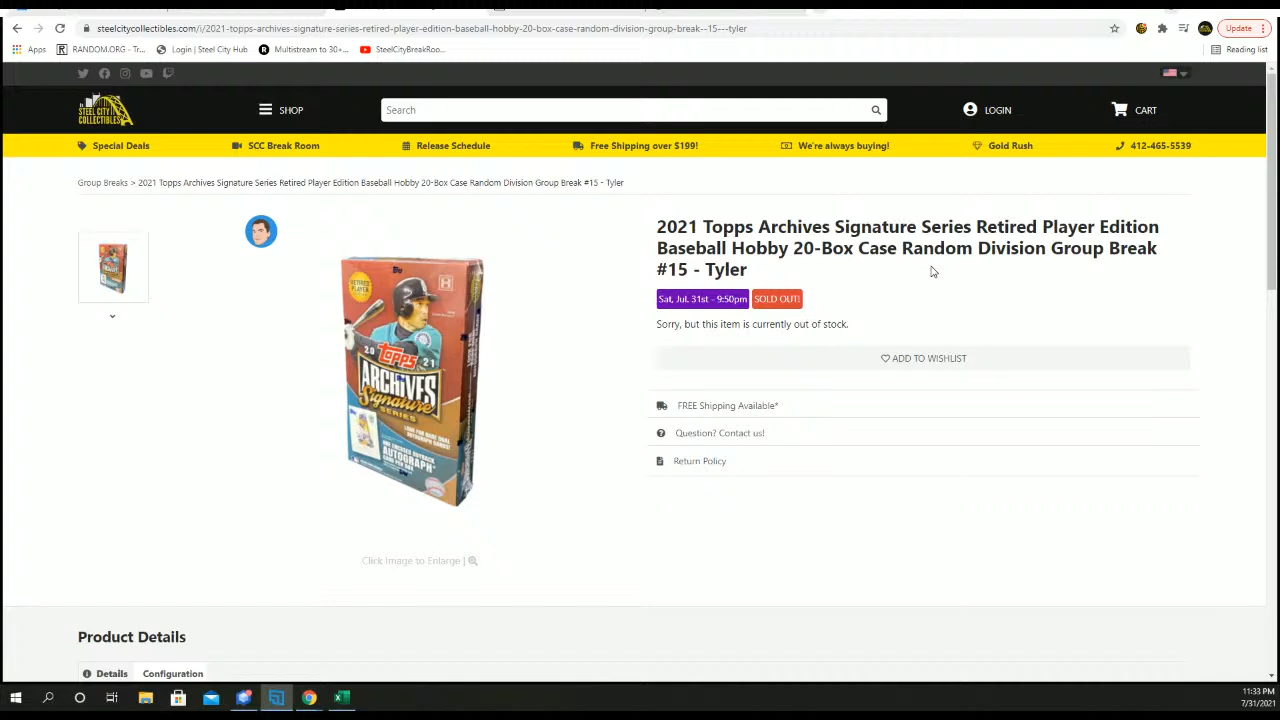 steelcitycollectibles.com/i/2021-topps-archives-signature-series-retired-player-edition-baseball-hobby-20-box-case-random-division-group-break--15---tyler
Update
Apps
RANDOM.ORG - Tr...
Login | Steel City Hub
Multistream to 30+...
SteelCityBreakRoo...
Reading list
STEEL CITY
COLLECTIBLES
SHOP
Search
LOGIN
CART
Special Deals
SCC Break Room
Release Schedule
Free Shipping over $199!
We're always buying!
Gold Rush
412-465-5539
Group Breaks > 2021 Topps Archives Signature Series Retired Player Edition Baseball Hobby 20-Box Case Random Division Group Break #15 - Tyler
RETIRED
PLAYER
H
20 topps 21
ARCHIVES
Signature
SERIES
AUTOGRAPH
Click Image to Enlarge |
2021 Topps Archives Signature Series Retired Player Edition
Baseball Hobby 20-Box Case Random Division Group Break
#15 - Tyler
Sat, Jul. 31st - 9:50pm
SOLD OUT!
Sorry, but this item is currently out of stock.
ADD TO WISHLIST
FREE Shipping Available*
Question? Contact us!
Return Policy
Product Details
Details
Configuration
11:33 PM
7/31/2021